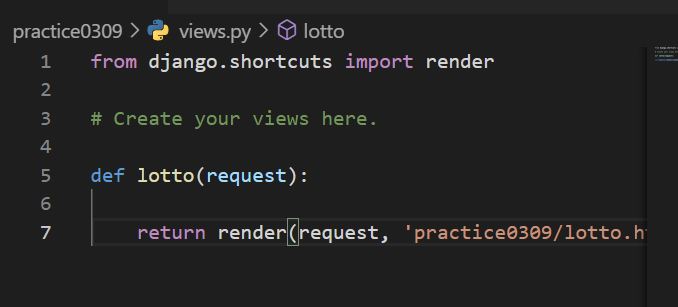 practice0309 > views.py > lotto
1 from django.shortcuts import render
2
3 # Create your views here.
4
5 def lotto(request):
6
7 return render(request, 'practice0309/lotto.h